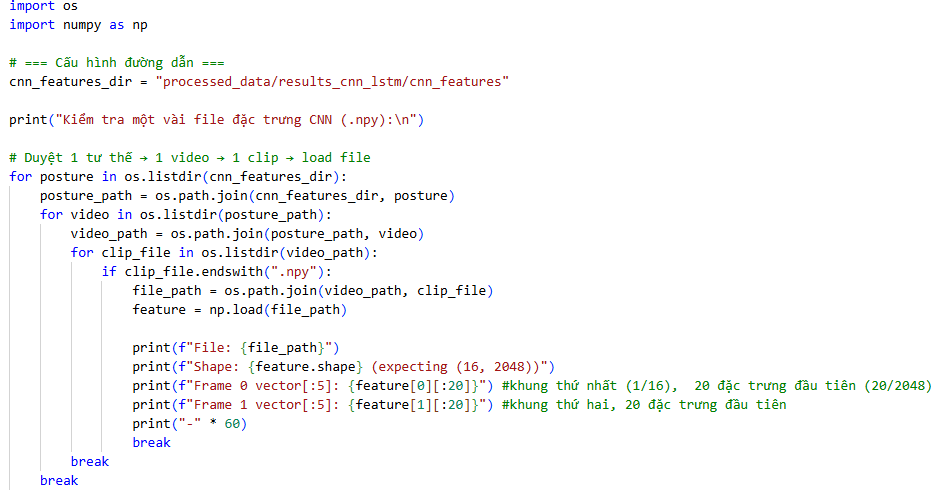 import os
import numpy as np

# === Cấu hình đường dẫn ===
cnn_features_dir = "processed_data/results_cnn_lstm/cnn_features"

print("Kiểm tra một vài file đặc trưng CNN (.npy):\n")

# Duyệt 1 tư thế → 1 video → 1 clip → load file
for posture in os.listdir(cnn_features_dir):
    posture_path = os.path.join(cnn_features_dir, posture)
    for video in os.listdir(posture_path):
        video_path = os.path.join(posture_path, video)
        for clip_file in os.listdir(video_path):
            if clip_file.endswith(".npy"):
                file_path = os.path.join(video_path, clip_file)
                feature = np.load(file_path)

                print(f"File: {file_path}")
                print(f"Shape: {feature.shape} (expecting (16, 2048))")
                print(f"Frame 0 vector[:5]: {feature[0][:20]}") #khung thứ nhất (1/16),  20 đặc trưng đầu tiên (20/2048)
                print(f"Frame 1 vector[:5]: {feature[1][:20]}") #khung thứ hai, 20 đặc trưng đầu tiên
                print("-" * 60)
                break
        break
    break